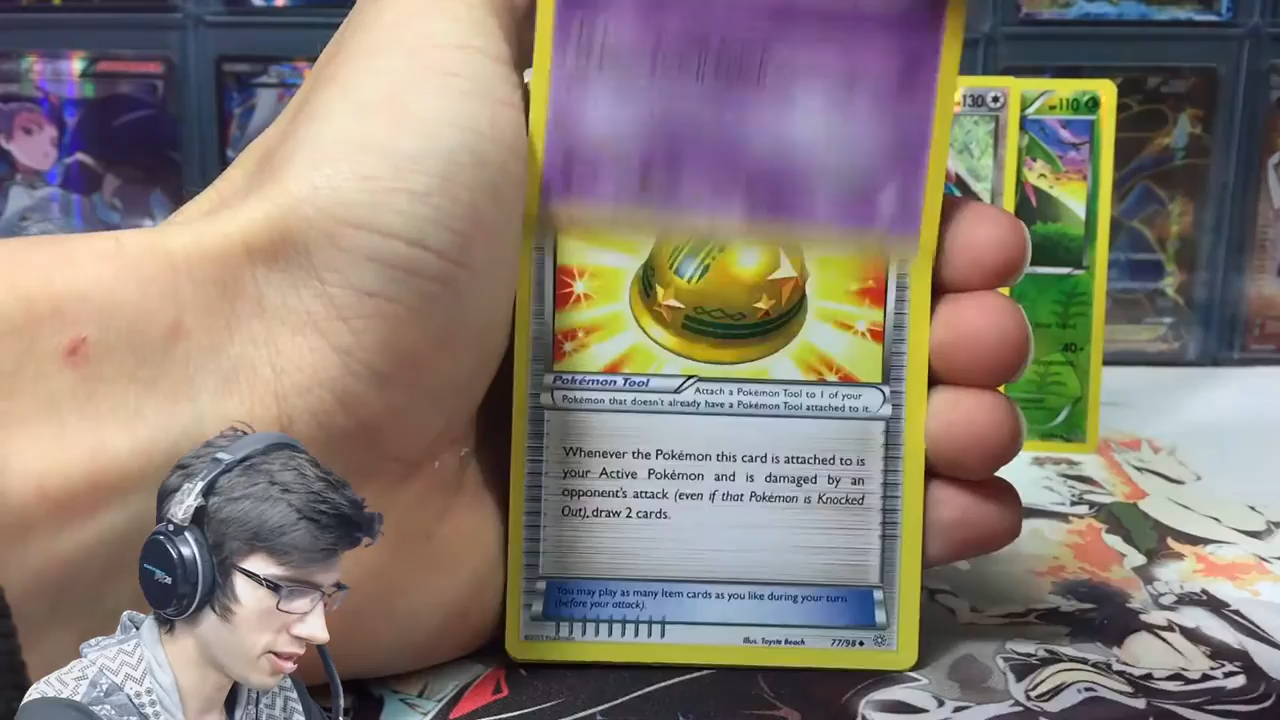 130
110
40
Pokémon Tool
Attach a Pokémon Tool to 1 of your
Pokémon that doesn't already have a Pokémon Tool attached to it.
Whenever the Pokémon this card is attached to is
your Active Pokémon and is damaged by an
opponent's attack (even if that Pokémon is Knocked
Out), draw 2 cards.
You may play as many Item cards as you like during your turn
(before your attack).
Illus. Toyste Beach
77/98